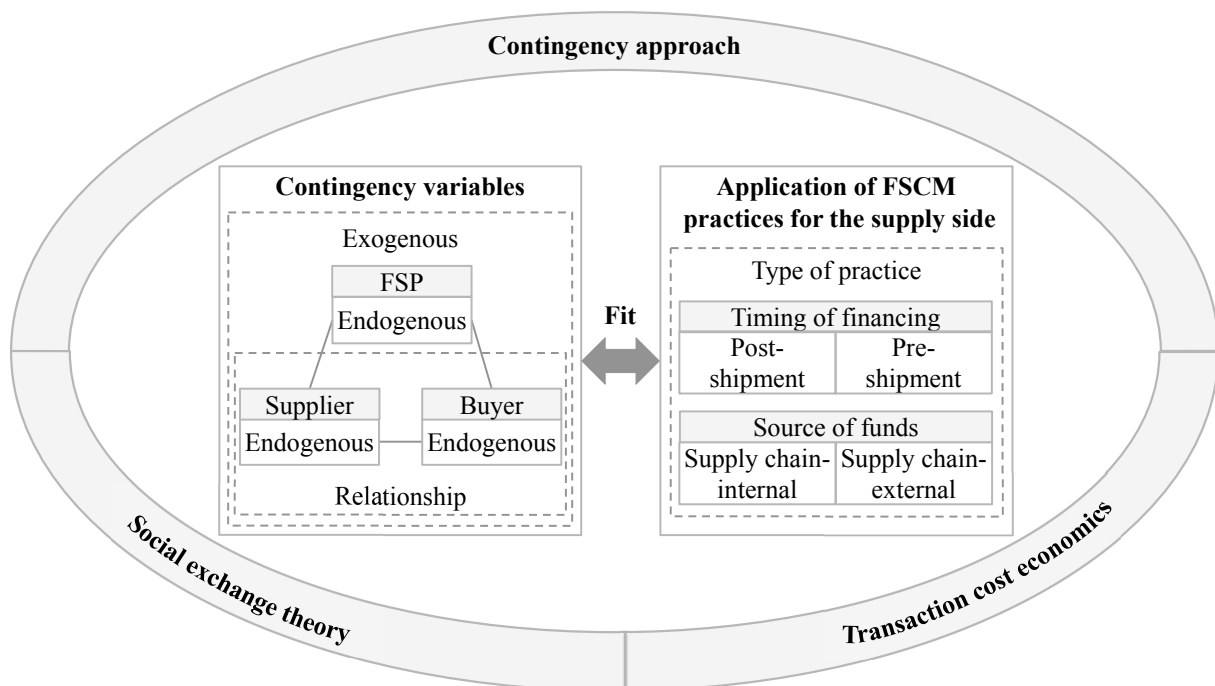 Contingency approach
Contingency variables
Exogenous
FSP
Endogenous
Supplier
Endogenous
Buyer
Endogenous
Relationship
Fit
Application of FSCM
practices for the supply side
Type of practice
Timing of financing
Post-
shipment
Pre-
shipment
Source of funds
Supply chain-
internal
Supply chain-
external
Social exchange theory
Transaction cost economics